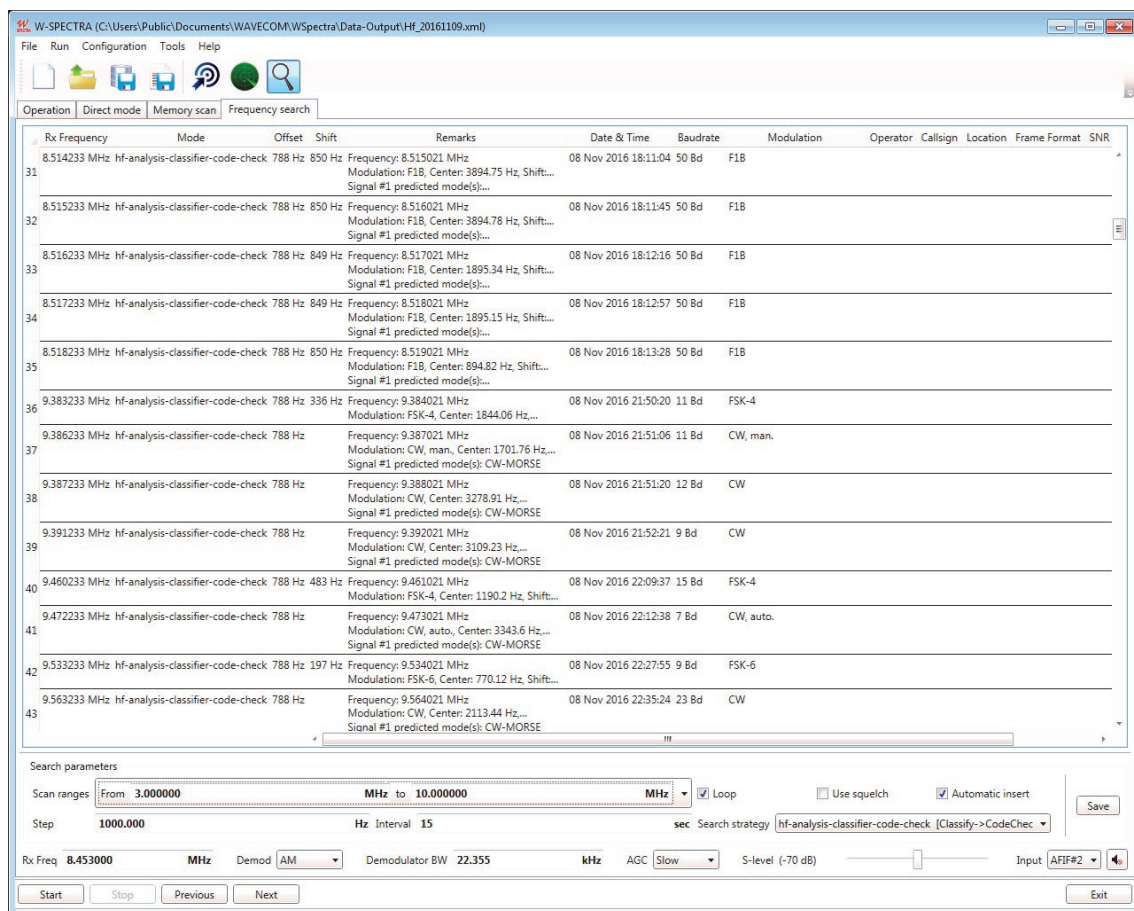 W-SPECTRA (C:\Users\Public\Documents\WAVECOM\WSpectra\Data-Output\Hf_20161109.xml)
File Run Configuration Tools Help
Operation Direct mode Memory scan Frequency search
Rx Frequency Mode Offset Shift Remarks Date & Time Baudrate Modulation Operator Callsign Location Frame Format SNR
8.514233 MHz hf-analysis-classifier-code-check 788 Hz 850 Hz Frequency: 8.515021 MHz 08 Nov 2016 18:11:04 50 Bd F1B
31 Modulation: F1B, Center: 3894.75 Hz, Shift:...
Signal #1 predicted mode(s):...
8.515233 MHz hf-analysis-classifier-code-check 788 Hz 850 Hz Frequency: 8.516021 MHz 08 Nov 2016 18:11:45 50 Bd F1B
32 Modulation: F1B, Center: 3894.78 Hz, Shift:...
Signal #1 predicted mode(s):...
8.516233 MHz hf-analysis-classifier-code-check 788 Hz 849 Hz Frequency: 8.517021 MHz 08 Nov 2016 18:12:16 50 Bd F1B
33 Modulation: F1B, Center: 1895.34 Hz, Shift:...
Signal #1 predicted mode(s):...
8.517233 MHz hf-analysis-classifier-code-check 788 Hz 849 Hz Frequency: 8.518021 MHz 08 Nov 2016 18:12:57 50 Bd F1B
34 Modulation: F1B, Center: 1895.15 Hz, Shift:...
Signal #1 predicted mode(s):...
8.518233 MHz hf-analysis-classifier-code-check 788 Hz 850 Hz Frequency: 8.519021 MHz 08 Nov 2016 18:13:28 50 Bd F1B
35 Modulation: F1B, Center: 894.82 Hz, Shift:...
Signal #1 predicted mode(s):...
9.383233 MHz hf-analysis-classifier-code-check 788 Hz 336 Hz Frequency: 9.384021 MHz 08 Nov 2016 21:50:20 11 Bd FSK-4
36 Modulation: FSK-4, Center: 1844.06 Hz,...
9.386233 MHz hf-analysis-classifier-code-check 788 Hz Frequency: 9.387021 MHz 08 Nov 2016 21:51:06 11 Bd CW, man.
37 Modulation: CW, man., Center: 1701.76 Hz,...
Signal #1 predicted mode(s): CW-MORSE
9.387233 MHz hf-analysis-classifier-code-check 788 Hz Frequency: 9.388021 MHz 08 Nov 2016 21:51:20 12 Bd CW
38 Modulation: CW, Center: 3278.91 Hz,...
Signal #1 predicted mode(s): CW-MORSE
9.391233 MHz hf-analysis-classifier-code-check 788 Hz Frequency: 9.392021 MHz 08 Nov 2016 21:52:21 9 Bd CW
39 Modulation: CW, Center: 3109.23 Hz,...
Signal #1 predicted mode(s): CW-MORSE
9.460233 MHz hf-analysis-classifier-code-check 788 Hz 483 Hz Frequency: 9.461021 MHz 08 Nov 2016 22:09:37 15 Bd FSK-4
40 Modulation: FSK-4, Center: 1190.2 Hz, Shift:...
9.472233 MHz hf-analysis-classifier-code-check 788 Hz Frequency: 9.473021 MHz 08 Nov 2016 22:12:38 7 Bd CW, auto.
41 Modulation: CW, auto., Center: 3343.6 Hz,...
Signal #1 predicted mode(s): CW-MORSE
9.533233 MHz hf-analysis-classifier-code-check 788 Hz 197 Hz Frequency: 9.534021 MHz 08 Nov 2016 22:27:55 9 Bd FSK-6
42 Modulation: FSK-6, Center: 770.12 Hz, Shift:...
9.563233 MHz hf-analysis-classifier-code-check 788 Hz Frequency: 9.564021 MHz 08 Nov 2016 22:35:24 23 Bd CW
43 Modulation: CW, Center: 2113.44 Hz,...
Signal #1 predicted mode(s): CW-MORSE
Search parameters
Scan ranges From 3.000000 MHz to 10.000000 MHz Loop Use squelch Automatic insert Save
Step 1000.000 Hz Interval 15 sec Search strategy hf-analysis-classifier-code-check [Classify->CodeChec
Rx Freq 8.453000 MHz Demod AM Demodulator BW 22.355 kHz AGC Slow S-level (-70 dB) Input AFIF#2
Start Stop Previous Next Exit